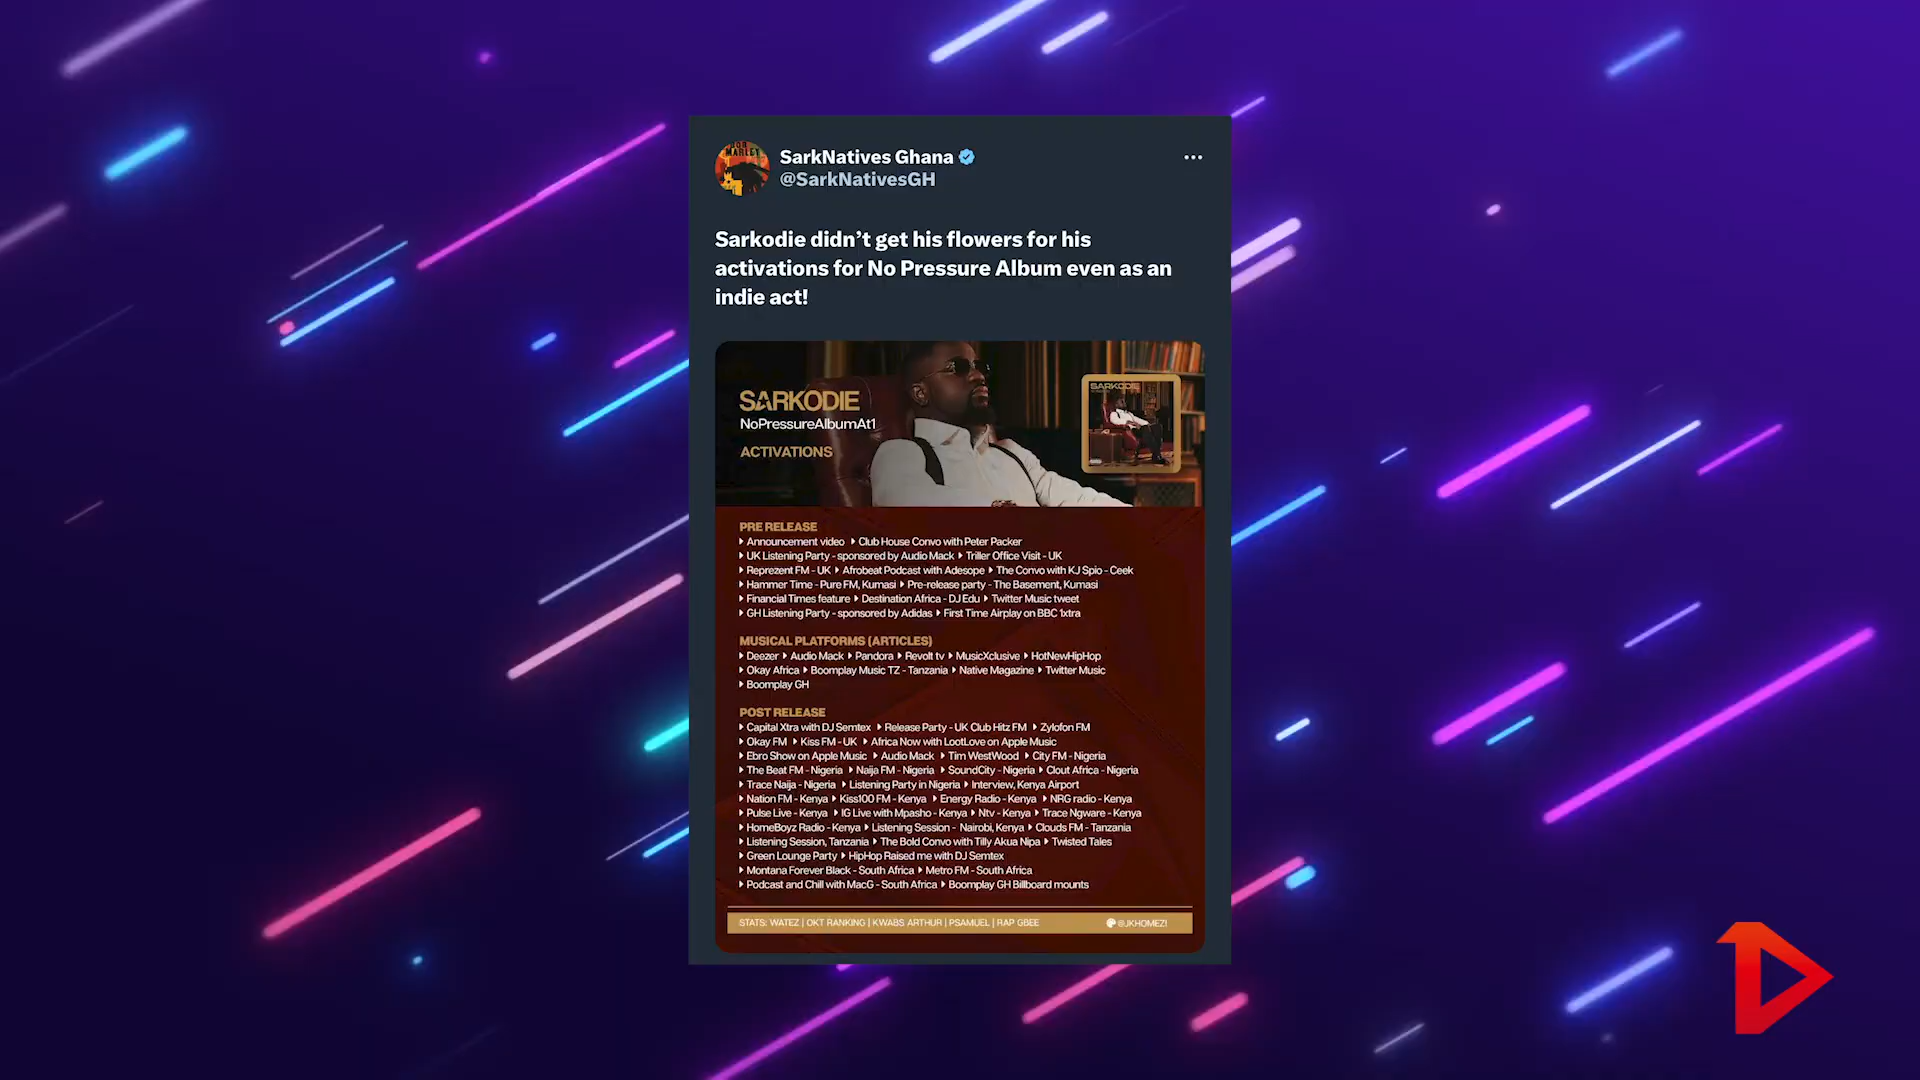 SarkNatives Ghana
@SarkNativesGH
Sarkodie didn’t get his flowers for his
activations for No Pressure Album even as an
indie act!
SARKODIE
NoPressureAlbumAt1
ACTIVATIONS
SARKODIE
PRE RELEASE
Announcement video Club House Convo with Peter Packer
UK Listening Party - sponsored by Audio Mack Triller Office Visit - UK
Reprezent FM - UK Afrobeat Podcast with Adesope The Convo with KJ Spio - Ceek
Hammer Time - Pure FM, Kumasi Pre-release party - The Basement, Kumasi
Financial Times feature Destination Africa - DJ Edu Twitter Music tweet
GH Listening Party - sponsored by Adidas First Time Airplay on BBC 1xtra
MUSICAL PLATFORMS (ARTICLES)
Deezer Audio Mack Pandora Revolt tv MusicXclusive HotNewHipHop
Okay Africa Boomplay Music TZ - Tanzania Native Magazine Twitter Music
Boomplay GH
POST RELEASE
Capital Xtra with DJ Semtex Release Party - UK Club Hitz FM Zylofon FM
Okay FM Kiss FM - UK Africa Now with LootLove on Apple Music
Ebro Show on Apple Music Audio Mack Tim WestWood City FM - Nigeria
The Beat FM - Nigeria Naija FM - Nigeria SoundCity - Nigeria Clout Africa - Nigeria
Trace Naija - Nigeria Listening Party in Nigeria Interview, Kenya Airport
Nation FM - Kenya Kiss100 FM - Kenya Energy Radio - Kenya NRG radio - Kenya
Pulse Live - Kenya IG Live with Mpasho - Kenya Ntv - Kenya Trace Ngware - Kenya
HomeBoyz Radio - Kenya Listening Session - Nairobi, Kenya Clouds FM - Tanzania
Listening Session, Tanzania The Bold Convo with Tilly Akua Nipa Twisted Tales
Green Lounge Party HipHop Raised me with DJ Semtex
Montana Forever Black - South Africa Metro FM - South Africa
Podcast and Chill with MacG - South Africa Boomplay GH Billboard mounts
STATS: WATEZ | OKT RANKING | KWABS ARTHUR | PSAMUEL | RAP GBEE @JKHOMEZI